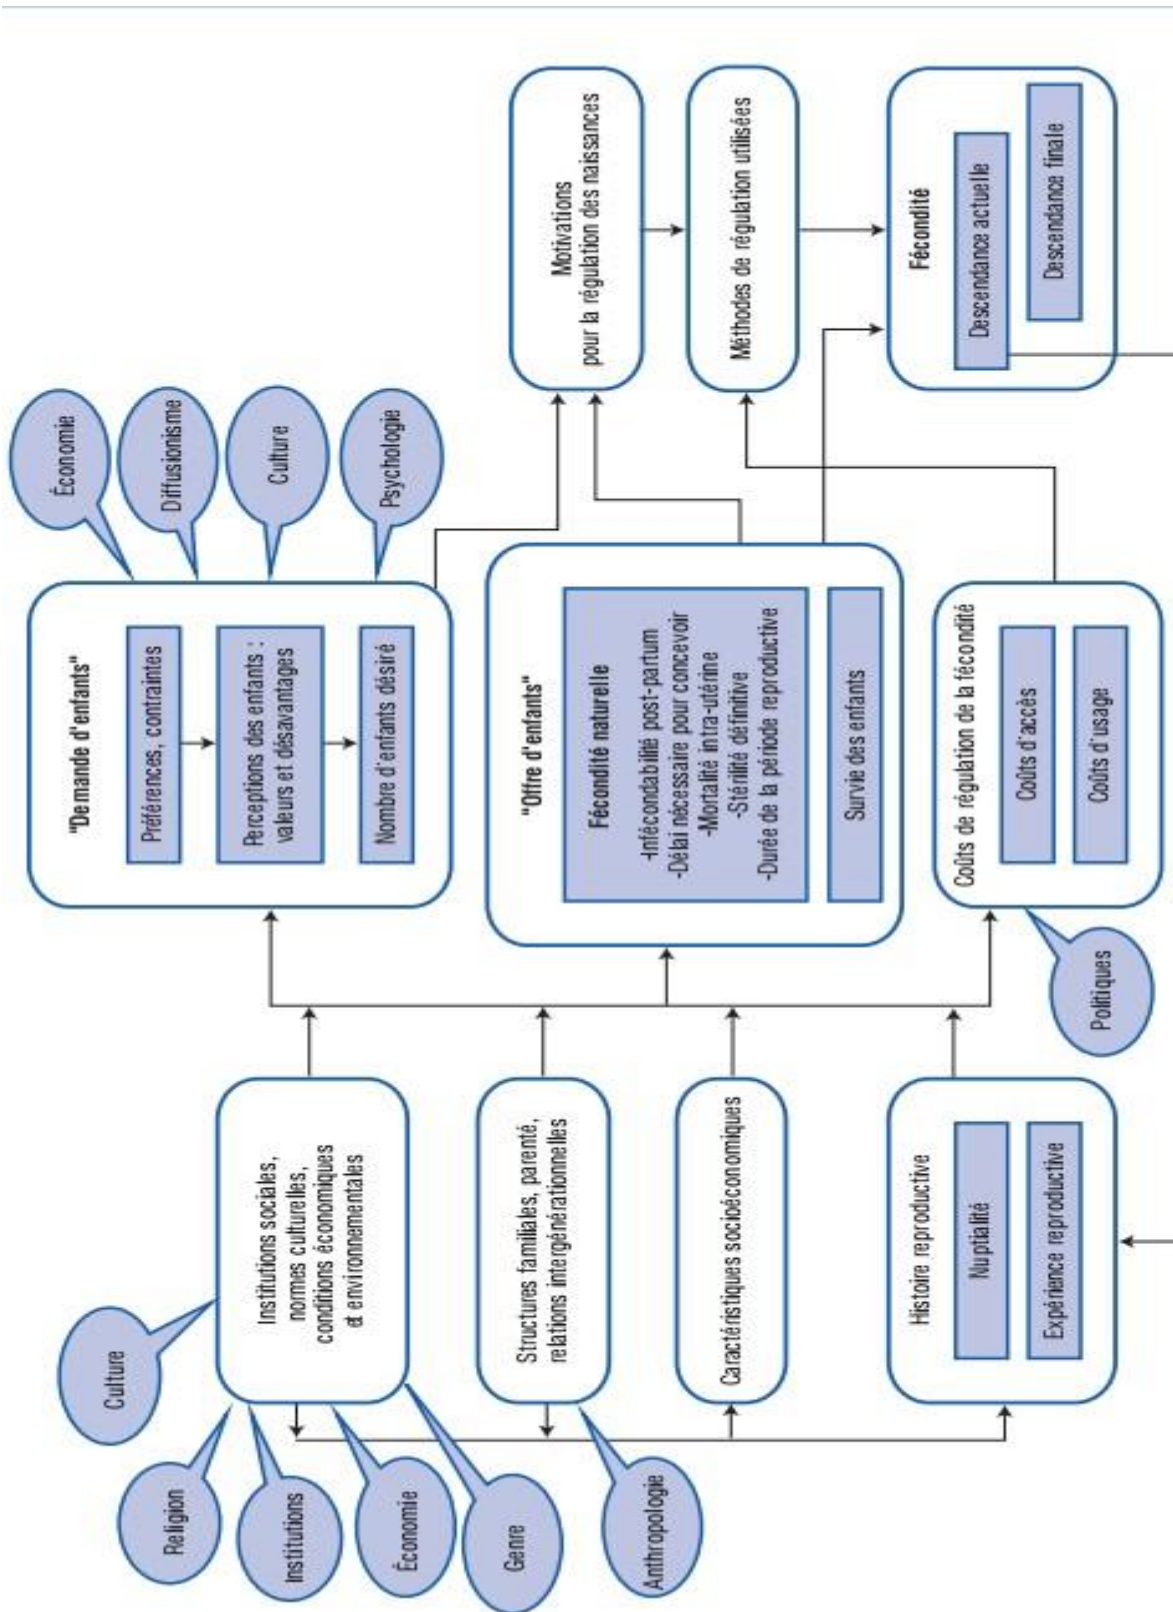 Culture
Religion
Institutions
Économie
Genre
Anthropologie
Institutions sociales,
normes culturelles,
conditions économiques
et environnementales
Structures familiales, parenté,
relations intergénérationnelles
Caractéristiques socioéconomiques
Histoire reproductive
Nuptialité
Expérience reproductive
Économie
Diffusionisme
Culture
Psychologie
"Demande d'enfants"
Préférences, contraintes
Perceptions des enfants :
valeurs et désavantages
Nombre d'enfants désiré
"Offre d'enfants"
Fécondité naturelle
-Infécondabilité post-partum
-Délai nécessaire pour concevoir
-Mortalité intra-utérine
-Stérilité définitive
-Durée de la période reproductive
Survie des enfants
Politiques
Coûts de régulation de la fécondité
Coûts d'accès
Coûts d'usage
Motivations
pour la régulation des naissances
Méthodes de régulation utilisées
Fécondité
Descendance actuelle
Descendance finale